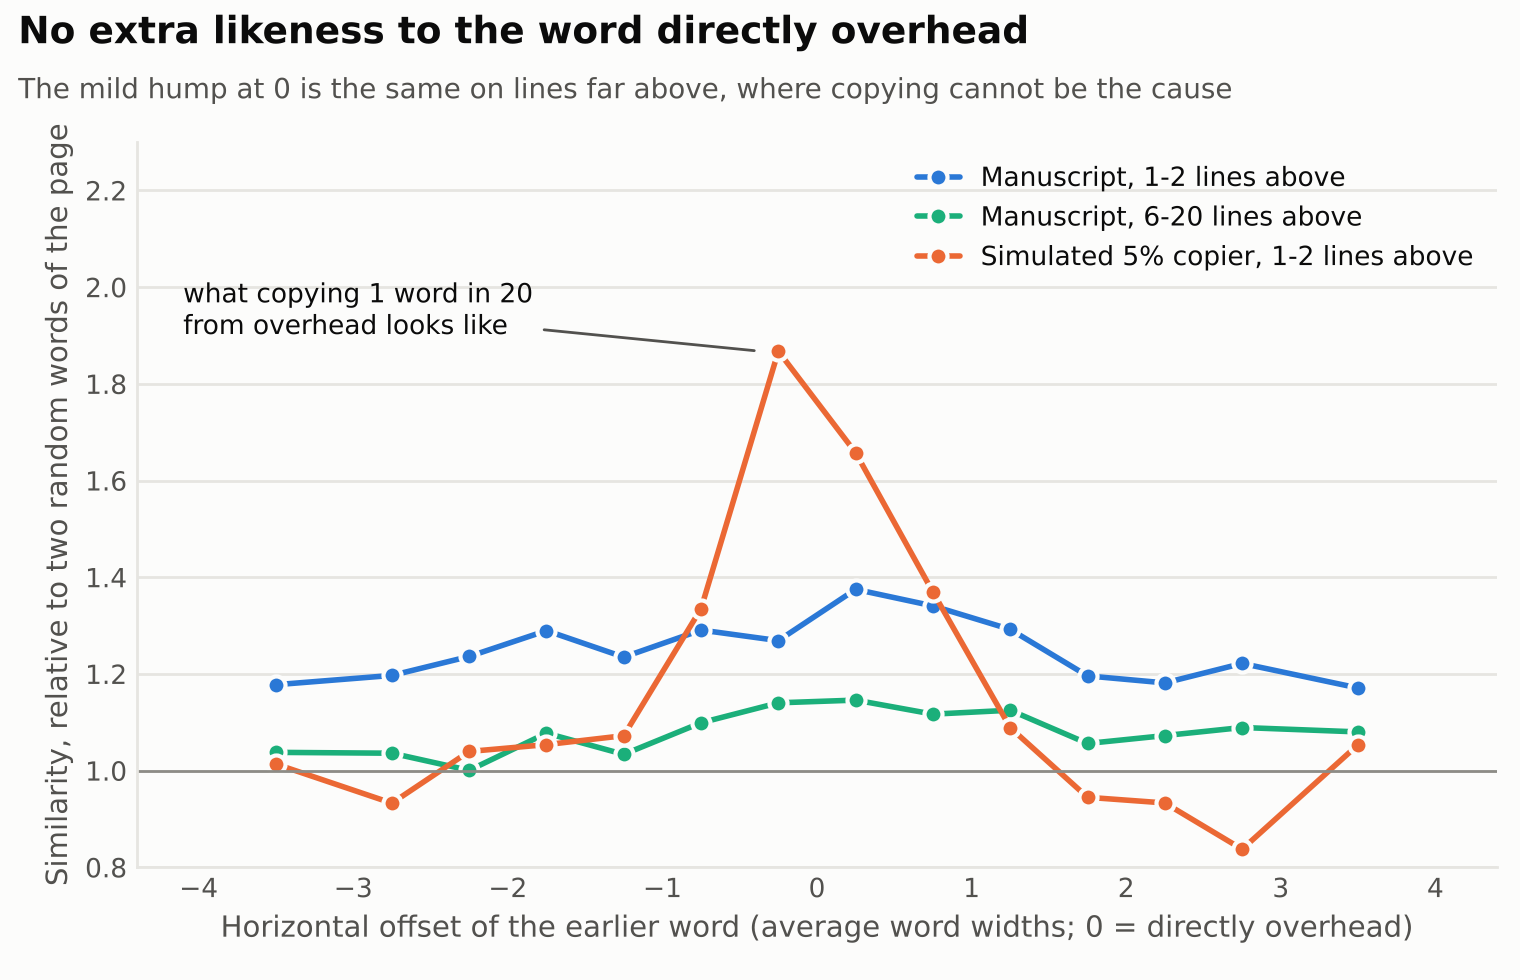 No extra likeness to the word directly overhead
The mild hump at 0 is the same on lines far above, where copying cannot be the cause
Similarity, relative to two random words of the page
2.2
2.0
1.8
1.6
1.4
1.2
1.0
0.8
Manuscript, 1-2 lines above
Manuscript, 6-20 lines above
Simulated 5% copier, 1-2 lines above
what copying 1 word in 20
from overhead looks like
−4 −3 −2 −1 0 1 2 3 4
Horizontal offset of the earlier word (average word widths; 0 = directly overhead)